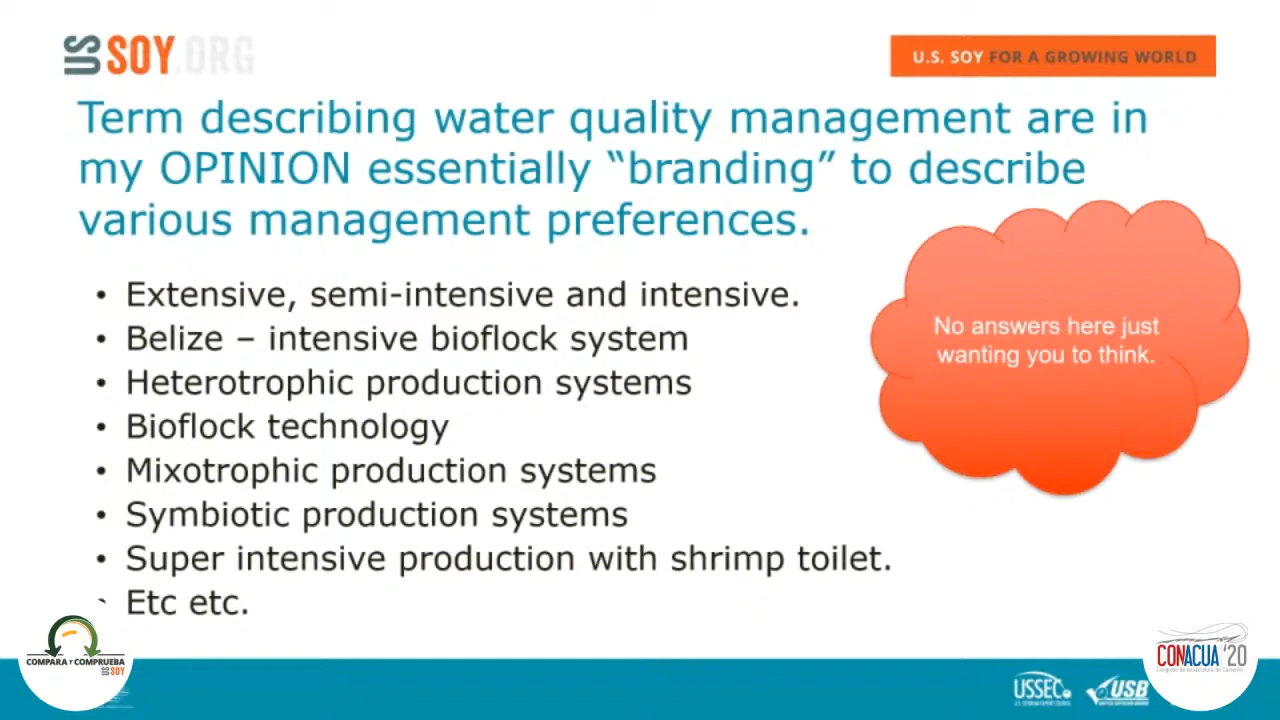 US SOY.ORG
U.S. SOY FOR A GROWING WORLD
Term describing water quality management are in
my OPINION essentially “branding” to describe
various management preferences.
• Extensive, semi-intensive and intensive.
• Belize – intensive bioflock system
• Heterotrophic production systems
• Bioflock technology
• Mixotrophic production systems
• Symbiotic production systems
• Super intensive production with shrimp toilet.
• Etc etc.
No answers here just
wanting you to think.
COMPARA Y COMPRUEBA
US SOY
USSEC
USB
CONACUA '20